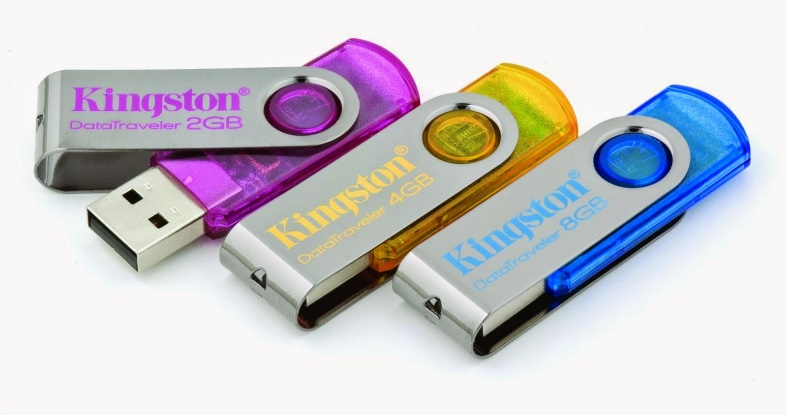 Kingston®
DataTraveler 2GB
Kingston®
DataTraveler 4GB
Kingston®
DataTraveler 8GB